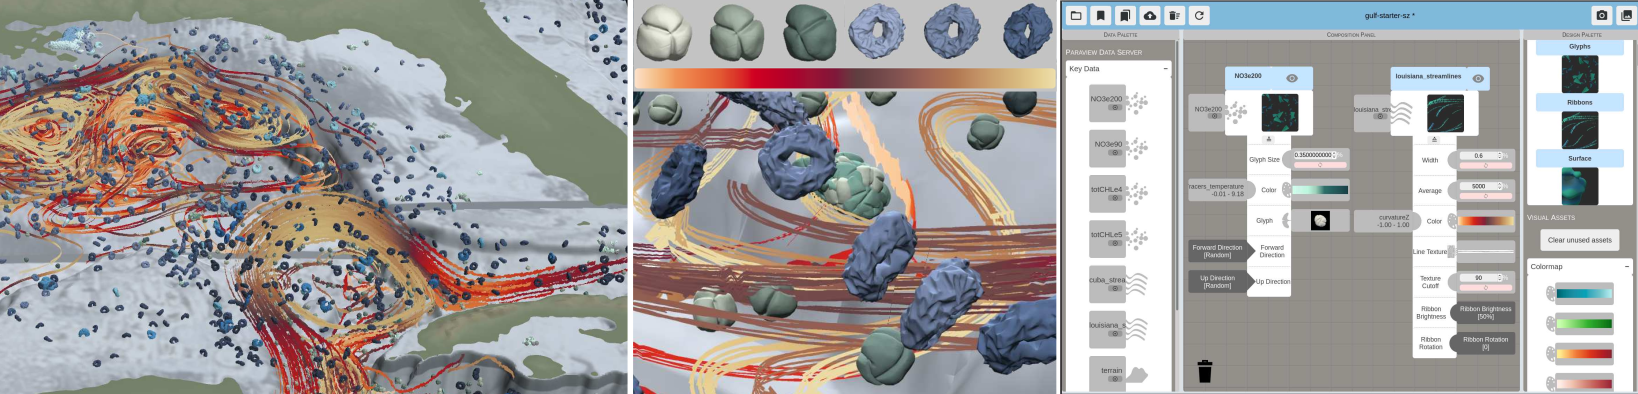 gulf-starter-sz *
DATA PALETTE
COMPOSITION PANEL
DESIGN PALETTE
PARAVIEW DATA SERVER
Key Data
NO3e200
NO3e90
totCHLe4
totCHLe5
cuba_strea
louisiana_s
terrain
NO3e200
NO3e200
Glyph Size
0.3500000000
racers_temperature
-0.01 - 9.18
Color
Glyph
Forward Direction
[Random]
Forward
Direction
Up Direction
[Random]
Up Direction
louisiana_streamlines
louisiana_stre
Width
0.6
Average
5000
curvatureZ
-1.00 - 1.00
Color
Line Texture
Texture
Cutoff
90
Ribbon
Brightness
Ribbon Brightness
[50%]
Ribbon
Rotation
Ribbon Rotation
[0]
Glyphs
Ribbons
Surface
VISUAL ASSETS
Clear unused assets
Colormap